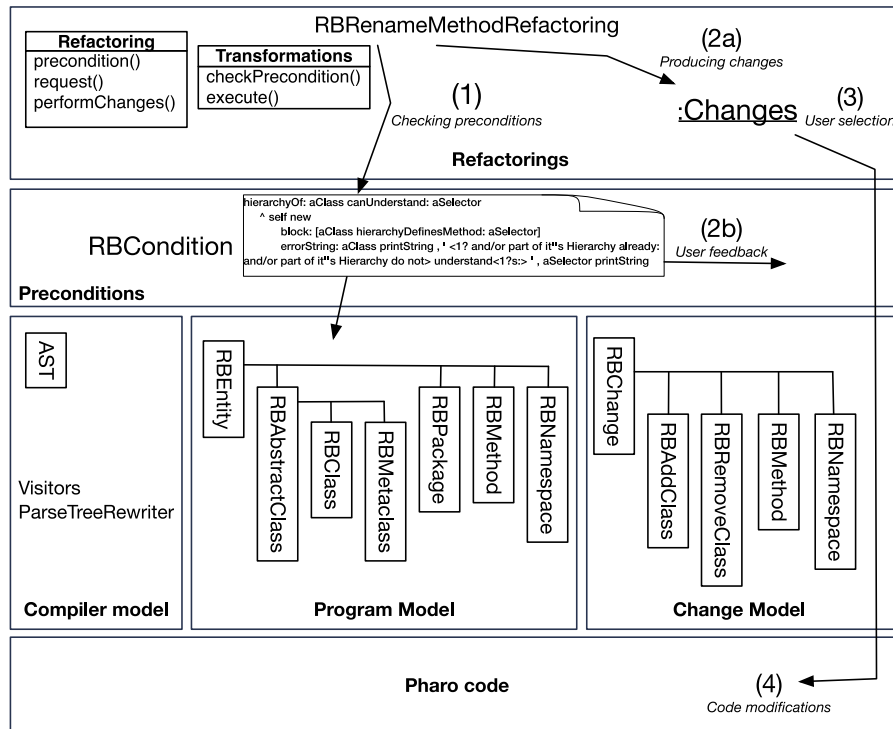 RBRenameMethodRefactoring
Refactoring
precondition()
request()
performChanges()
Transformations
checkPrecondition()
execute()
(1)
Checking preconditions
(2a)
Producing changes
:Changes
(3)
User selection
Refactorings
RBCondition
hierarchyOf: aClass canUnderstand: aSelector
^ self new
block: [aClass hierarchyDefinesMethod: aSelector]
errorString: aClass printString , ' <1? and/or part of it''s Hierarchy already:
and/or part of it''s Hierarchy do not> understand<1?s:> ' , aSelector printString
(2b)
User feedback
Preconditions
AST
Visitors
ParseTreeRewriter
Compiler model
RBEntity
RBAbstractClass
RBClass
RBMetaclass
RBPackage
RBMethod
RBNamespace
Program Model
RBChange
RBAddClass
RBRemoveClass
RBMethod
RBNamespace
Change Model
Pharo code
(4)
Code modifications